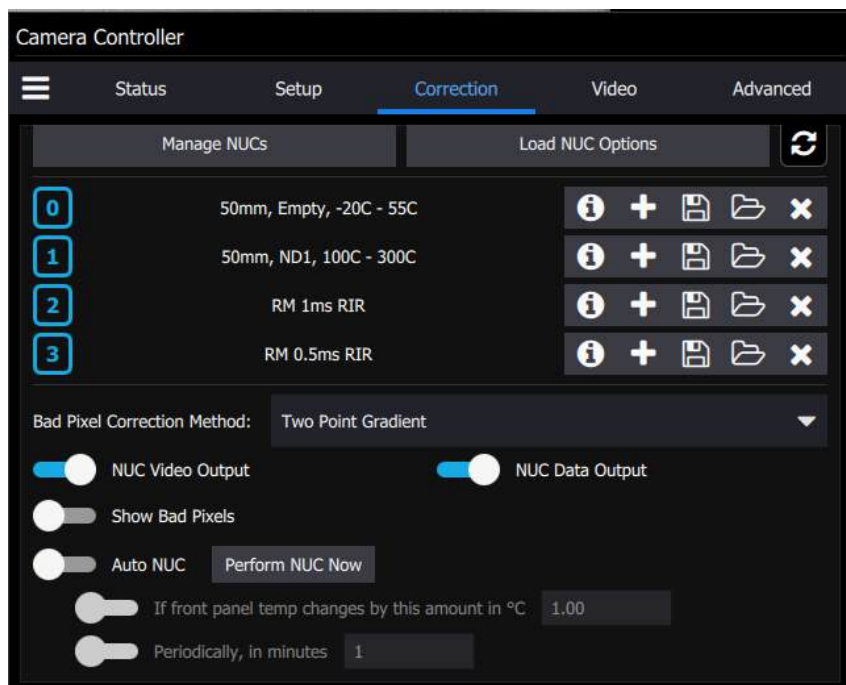 Camera Controller
Status Setup Correction Video Advanced
Manage NUCs Load NUC Options
0 50mm, Empty, -20C - 55C
1 50mm, ND1, 100C - 300C
2 RM 1ms RIR
3 RM 0.5ms RIR
Bad Pixel Correction Method: Two Point Gradient
NUC Video Output NUC Data Output
Show Bad Pixels
Auto NUC Perform NUC Now
If front panel temp changes by this amount in °C 1.00
Periodically, in minutes 1